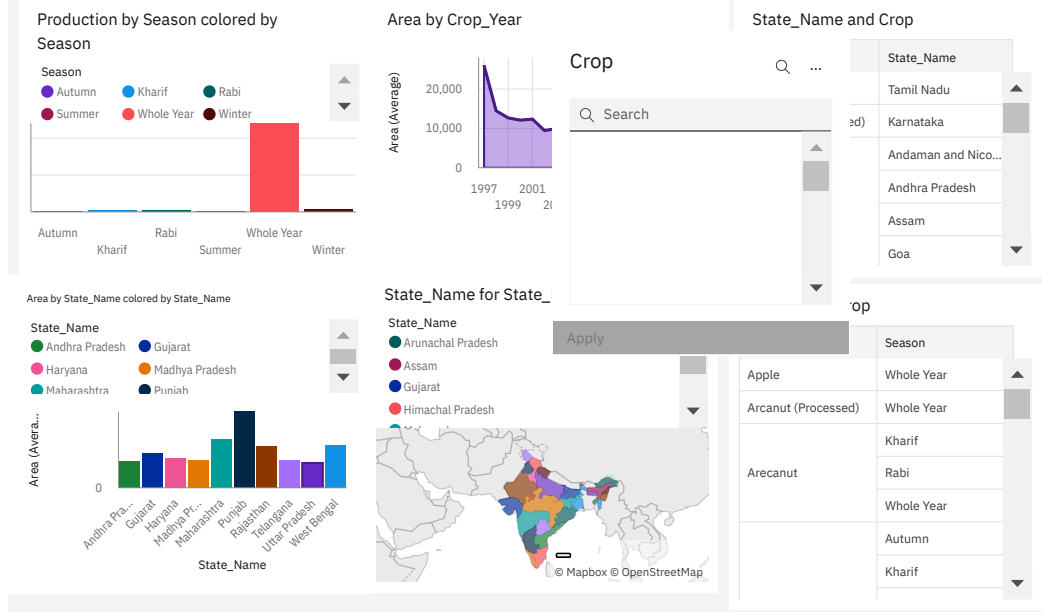 Production by Season colored by
Season
Season
Autumn
Kharif
Rabi
Summer
Whole Year
Winter
Autumn
Kharif
Rabi
Summer
Whole Year
Winter
Area by Crop_Year
Area (Average)
20,000
10,000
0
1997
1999
2001
Crop
...
Search
Apply
State_Name and Crop
State_Name
Tamil Nadu
Karnataka
Andaman and Nico...
Andhra Pradesh
Assam
Goa
Area by State_Name colored by State_Name
State_Name
Andhra Pradesh
Gujarat
Haryana
Madhya Pradesh
Maharashtra
Punjab
Area (Avera...
0
Andhra Pra...
Gujarat
Haryana
Madhya Pr...
Maharashtra
Punjab
Rajasthan
Telangana
Uttar Pradesh
West Bengal
State_Name
State_Name for State_
State_Name
Arunachal Pradesh
Assam
Gujarat
Himachal Pradesh
© Mapbox © OpenStreetMap
Season
Apple
Whole Year
Arcanut (Processed)
Whole Year
Arecanut
Kharif
Rabi
Whole Year
Autumn
Kharif